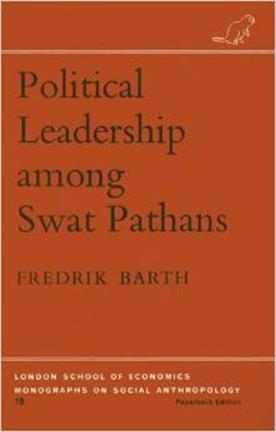 Political
Leadership
among
Swat Pathans
FREDRIK BARTH
LONDON SCHOOL OF ECONOMICS
MONOGRAPHS ON SOCIAL ANTHROPOLOGY
19 Paperback Edition